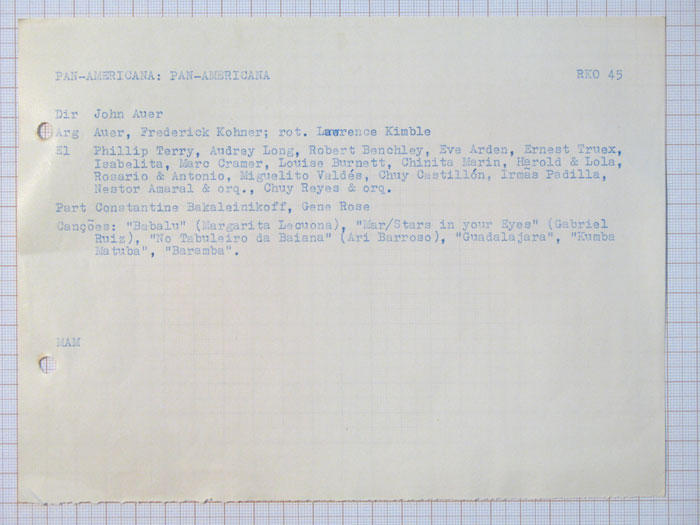 PAN-AMERICANA: PAN-AMERICANA RKO 45
Dir John Auer
Arg Auer, Frederick Kohner; rot. Lawrence Kimble
El Phillip Terry, Audrey Long, Robert Benchley, Eve Arden, Ernest Truex,
Isabelita, Marc Cramer, Louise Burnett, Chinita Marin, Harold & Lola,
Rosario & Antonio, Miguelito Valdés, Chuy Castillón, Irmãs Padilla,
Nestor Amaral & orq., Chuy Reyes & orq.
Part Constantine Bakaleinikoff, Gene Rose
Canções: "Babalu" (Margarita Lecuona), "Mar/Stars in your Eyes" (Gabriel
Ruiz), "No Tabuleiro da Baiana" (Ari Barroso), "Guadalajara", "Kumba
Matuba", "Baramba".
MAM